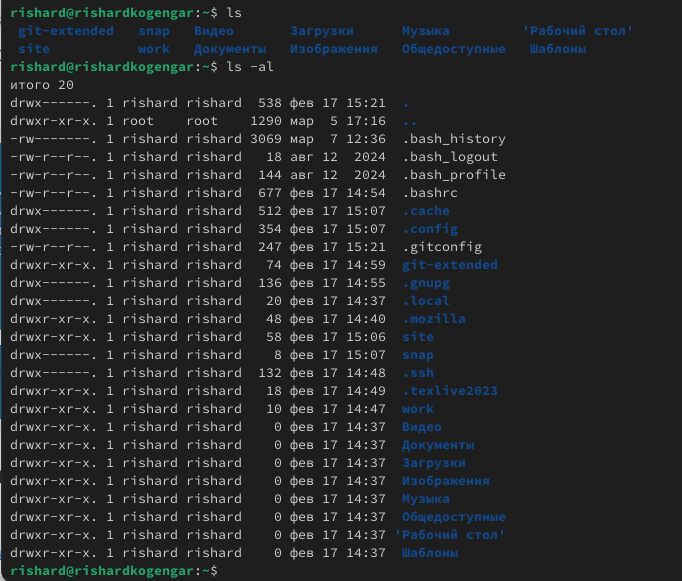 rishard@rishardkogengar:~$ ls
git-extended snap Видео Загрузки Музыка 'Рабочий стол'
site work Документы Изображения Общедоступные Шаблоны
rishard@rishardkogengar:~$ ls -al
итого 20
drwx------. 1 rishard rishard 538 фев 17 15:21 .
drwxr-xr-x. 1 root root 1290 мар 5 17:16 ..
-rw-------. 1 rishard rishard 3069 мар 7 12:36 .bash_history
-rw-r--r--. 1 rishard rishard 18 авг 12 2024 .bash_logout
-rw-r--r--. 1 rishard rishard 144 авг 12 2024 .bash_profile
-rw-r--r--. 1 rishard rishard 677 фев 17 14:54 .bashrc
drwx------. 1 rishard rishard 512 фев 17 15:07 .cache
drwx------. 1 rishard rishard 354 фев 17 15:07 .config
-rw-r--r--. 1 rishard rishard 247 фев 17 15:21 .gitconfig
drwxr-xr-x. 1 rishard rishard 74 фев 17 14:59 git-extended
drwx------. 1 rishard rishard 136 фев 17 14:55 .gnupg
drwx------. 1 rishard rishard 20 фев 17 14:37 .local
drwxr-xr-x. 1 rishard rishard 48 фев 17 14:40 .mozilla
drwxr-xr-x. 1 rishard rishard 58 фев 17 15:06 site
drwx------. 1 rishard rishard 8 фев 17 15:07 snap
drwx------. 1 rishard rishard 132 фев 17 14:48 .ssh
drwxr-xr-x. 1 rishard rishard 18 фев 17 14:49 .texlive2023
drwxr-xr-x. 1 rishard rishard 10 фев 17 14:47 work
drwxr-xr-x. 1 rishard rishard 0 фев 17 14:37 Видео
drwxr-xr-x. 1 rishard rishard 0 фев 17 14:37 Документы
drwxr-xr-x. 1 rishard rishard 0 фев 17 14:37 Загрузки
drwxr-xr-x. 1 rishard rishard 0 фев 17 14:37 Изображения
drwxr-xr-x. 1 rishard rishard 0 фев 17 14:37 Музыка
drwxr-xr-x. 1 rishard rishard 0 фев 17 14:37 Общедоступные
drwxr-xr-x. 1 rishard rishard 0 фев 17 14:37 'Рабочий стол'
drwxr-xr-x. 1 rishard rishard 0 фев 17 14:37 Шаблоны
rishard@rishardkogengar:~$